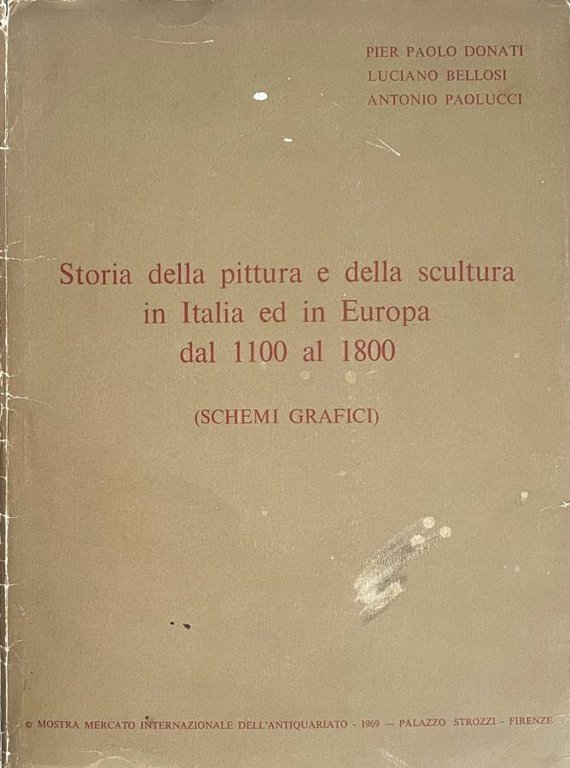 PIER PAOLO DONATI
LUCIANO BELLOSI
ANTONIO PAOLUCCI
Storia della pittura e della scultura
in Italia ed in Europa
dal 1100 al 1800
(SCHEMI GRAFICI)
© MOSTRA MERCATO INTERNAZIONALE DELL'ANTIQUARIATO - 1969 — PALAZZO STROZZI - FIRENZE